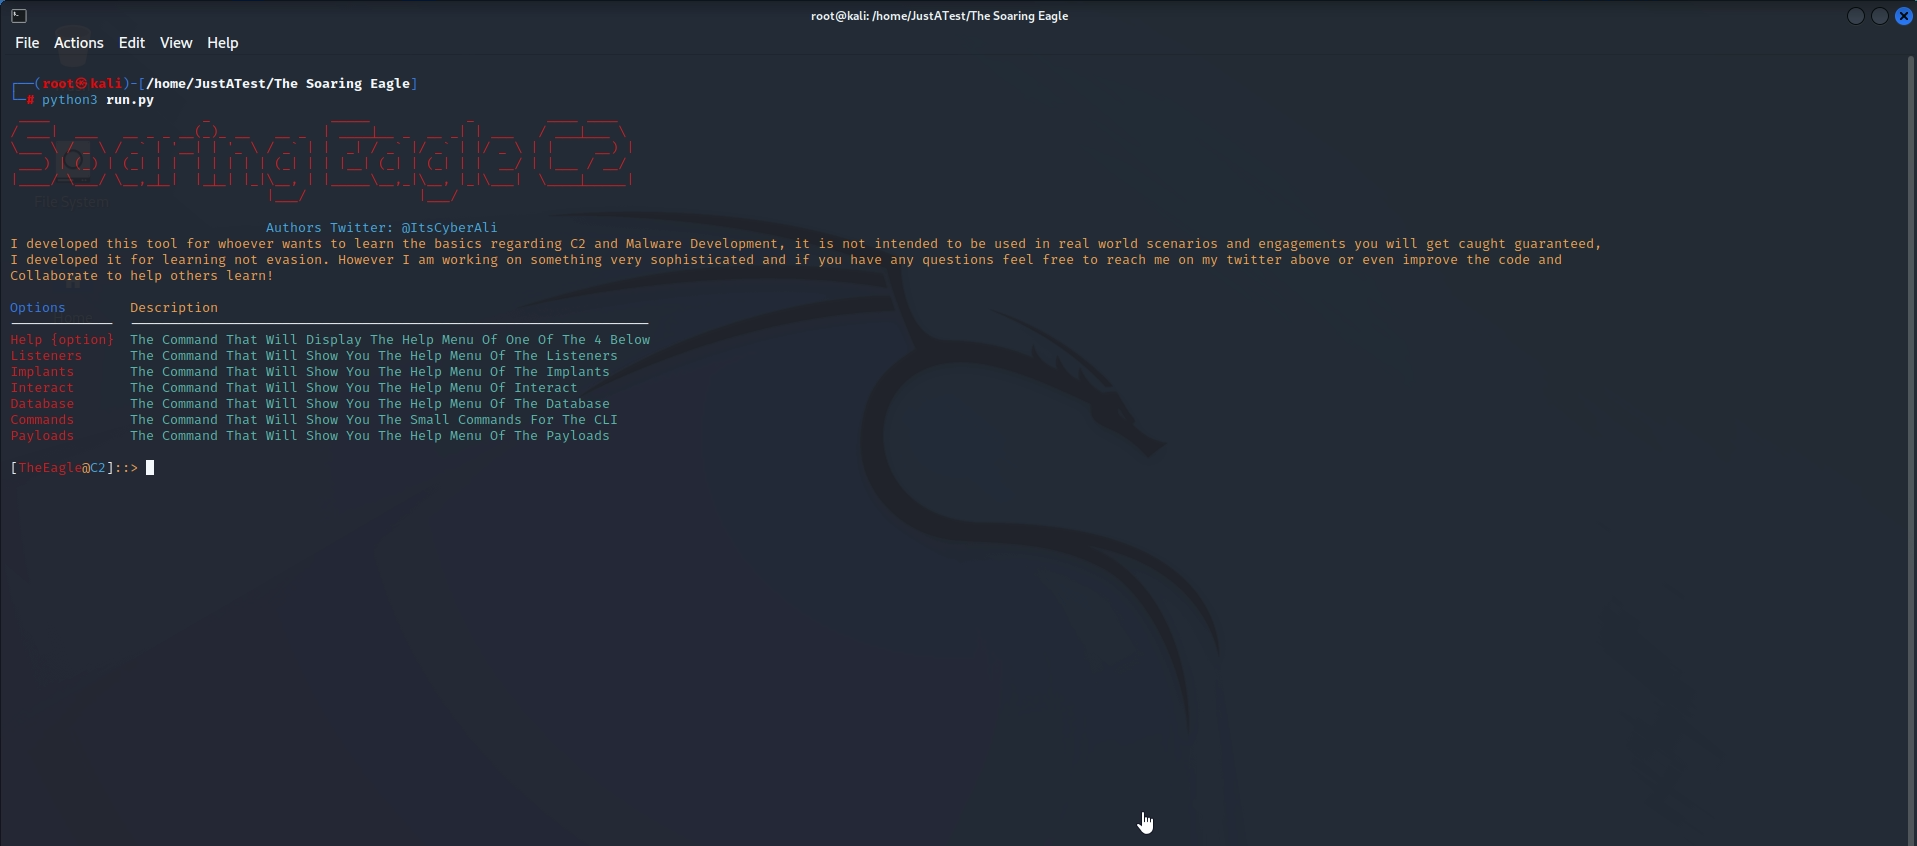 root@kali: /home/JustATest/The Soaring Eagle
File Actions Edit View Help
┌──(root㉿kali)-[/home/JustATest/The Soaring Eagle]
└─# python3 run.py
Soaring Eagle C2
Authors Twitter: @ItsCyberAli
I developed this tool for whoever wants to learn the basics regarding C2 and Malware Development, it is not intended to be used in real world scenarios and engagements you will get caught guaranteed,
I developed it for learning not evasion. However I am working on something very sophisticated and if you have any questions feel free to reach me on my twitter above or even improve the code and
Collaborate to help others learn!
Options Description
Help {option} The Command That Will Display The Help Menu Of One Of The 4 Below
Listeners The Command That Will Show You The Help Menu Of The Listeners
Implants The Command That Will Show You The Help Menu Of The Implants
Interact The Command That Will Show You The Help Menu Of Interact
Database The Command That Will Show You The Help Menu Of The Database
Commands The Command That Will Show You The Small Commands For The CLI
Payloads The Command That Will Show You The Help Menu Of The Payloads
[TheEagle@C2]::>
File System
Home